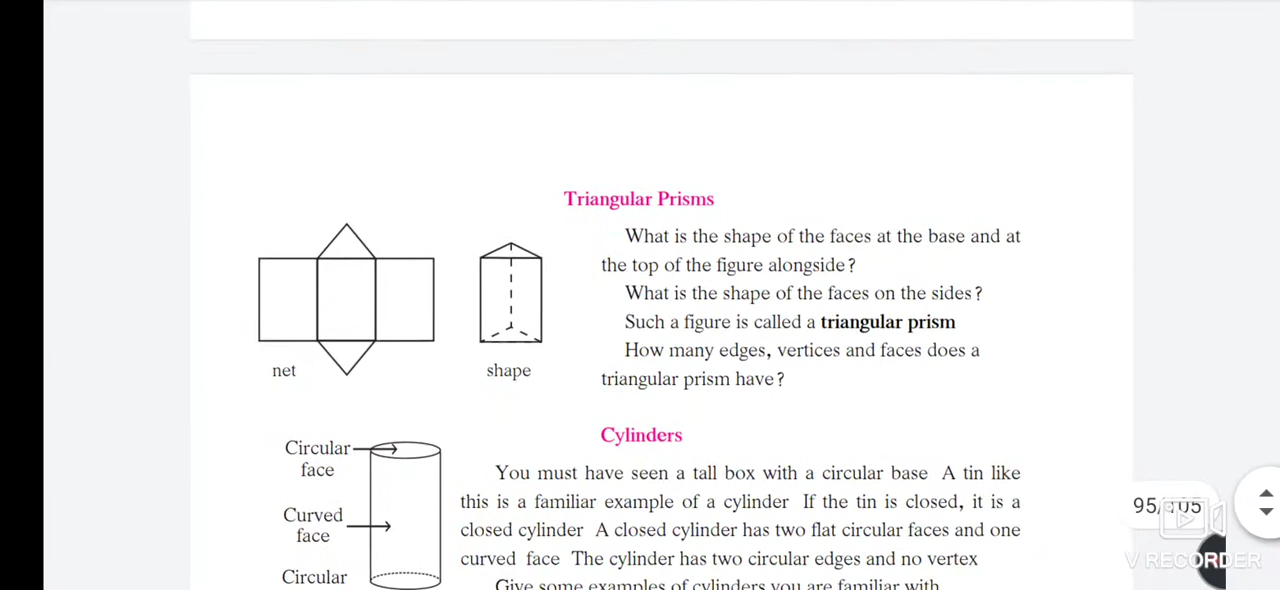 Triangular Prisms
What is the shape of the faces at the base and at
the top of the figure alongside?
What is the shape of the faces on the sides?
Such a figure is called a triangular prism
How many edges, vertices and faces does a
triangular prism have?
net
shape
Cylinders
Circular
face
Curved
face
Circular
You must have seen a tall box with a circular base A tin like
this is a familiar example of a cylinder If the tin is closed, it is a
closed cylinder A closed cylinder has two flat circular faces and one
curved face The cylinder has two circular edges and no vertex
Give some examples of cylinders you are familiar with
95/105
V RECORDER